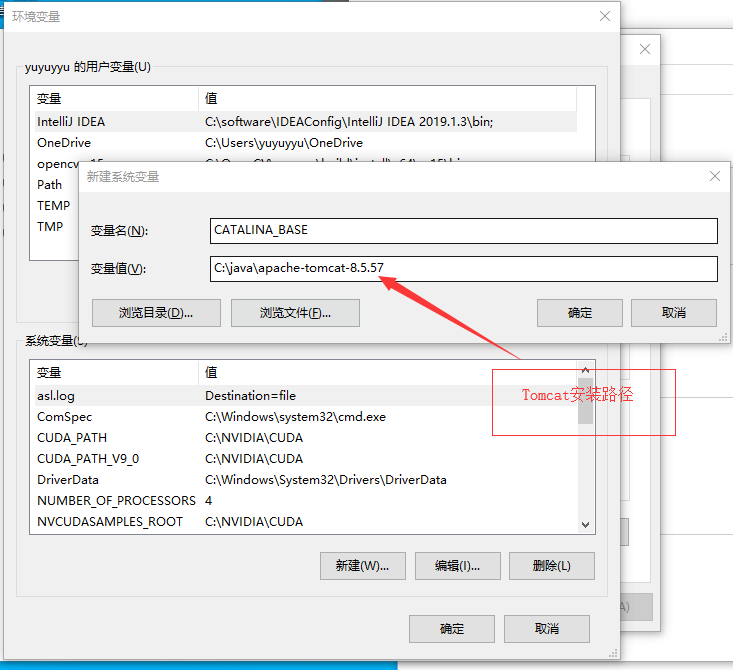 环境变量
yuyuyyu 的用户变量(U)
变量 值
IntelliJ IDEA C:\software\IDEAConfig\IntelliJ IDEA 2019.1.3\bin;
OneDrive C:\Users\yuyuyyu\OneDrive
opencv
Path
TEMP
TMP
新建系统变量
变量名(N): CATALINA_BASE
变量值(V): C:\java\apache-tomcat-8.5.57
浏览目录(D)... 浏览文件(F)... 确定 取消
系统变量(S)
变量 值
asl.log Destination=file
Tomcat安装路径
ComSpec C:\Windows\system32\cmd.exe
CUDA_PATH C:\NVIDIA\CUDA
CUDA_PATH_V9_0 C:\NVIDIA\CUDA
DriverData C:\Windows\System32\Drivers\DriverData
NUMBER_OF_PROCESSORS 4
NVCUDASAMPLES_ROOT C:\NVIDIA\CUDA
新建(W)... 编辑(I)... 删除(L)
A)
确定 取消